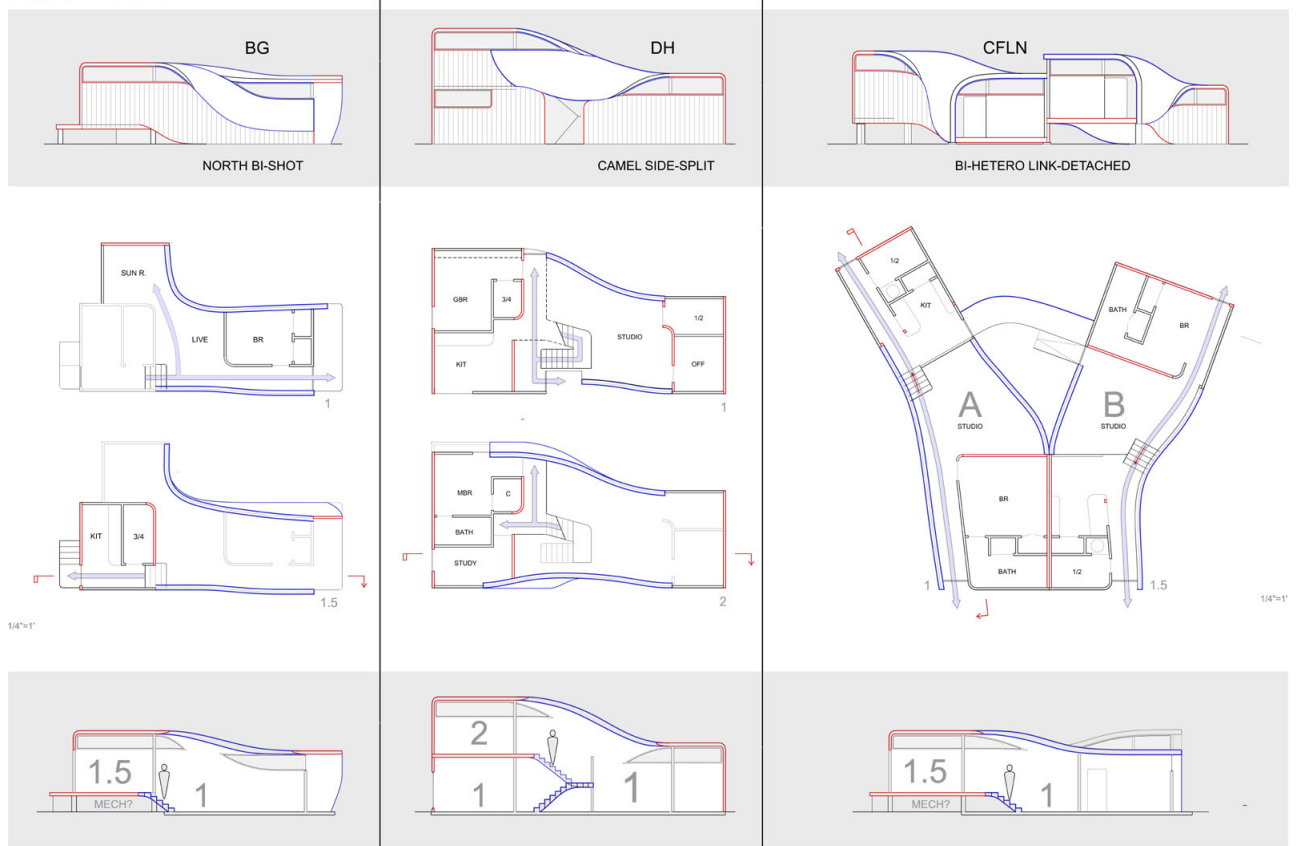 BG
NORTH BI-SHOT
SUN R.
LIVE
BR
1
KIT
3/4
1.5
1/4"=1'
1.5
MECH?
1
DH
CAMEL SIDE-SPLIT
GBR
3/4
1/2
STUDIO
KIT
OFF
1
MBR
C
BATH
STUDY
2
2
1
1
CFLN
BI-HETERO LINK-DETACHED
1/2
KIT
BATH
BR
A
B
STUDIO
STUDIO
BR
BATH
1/2
1
1.5
1/4"=1'
1.5
MECH?
1